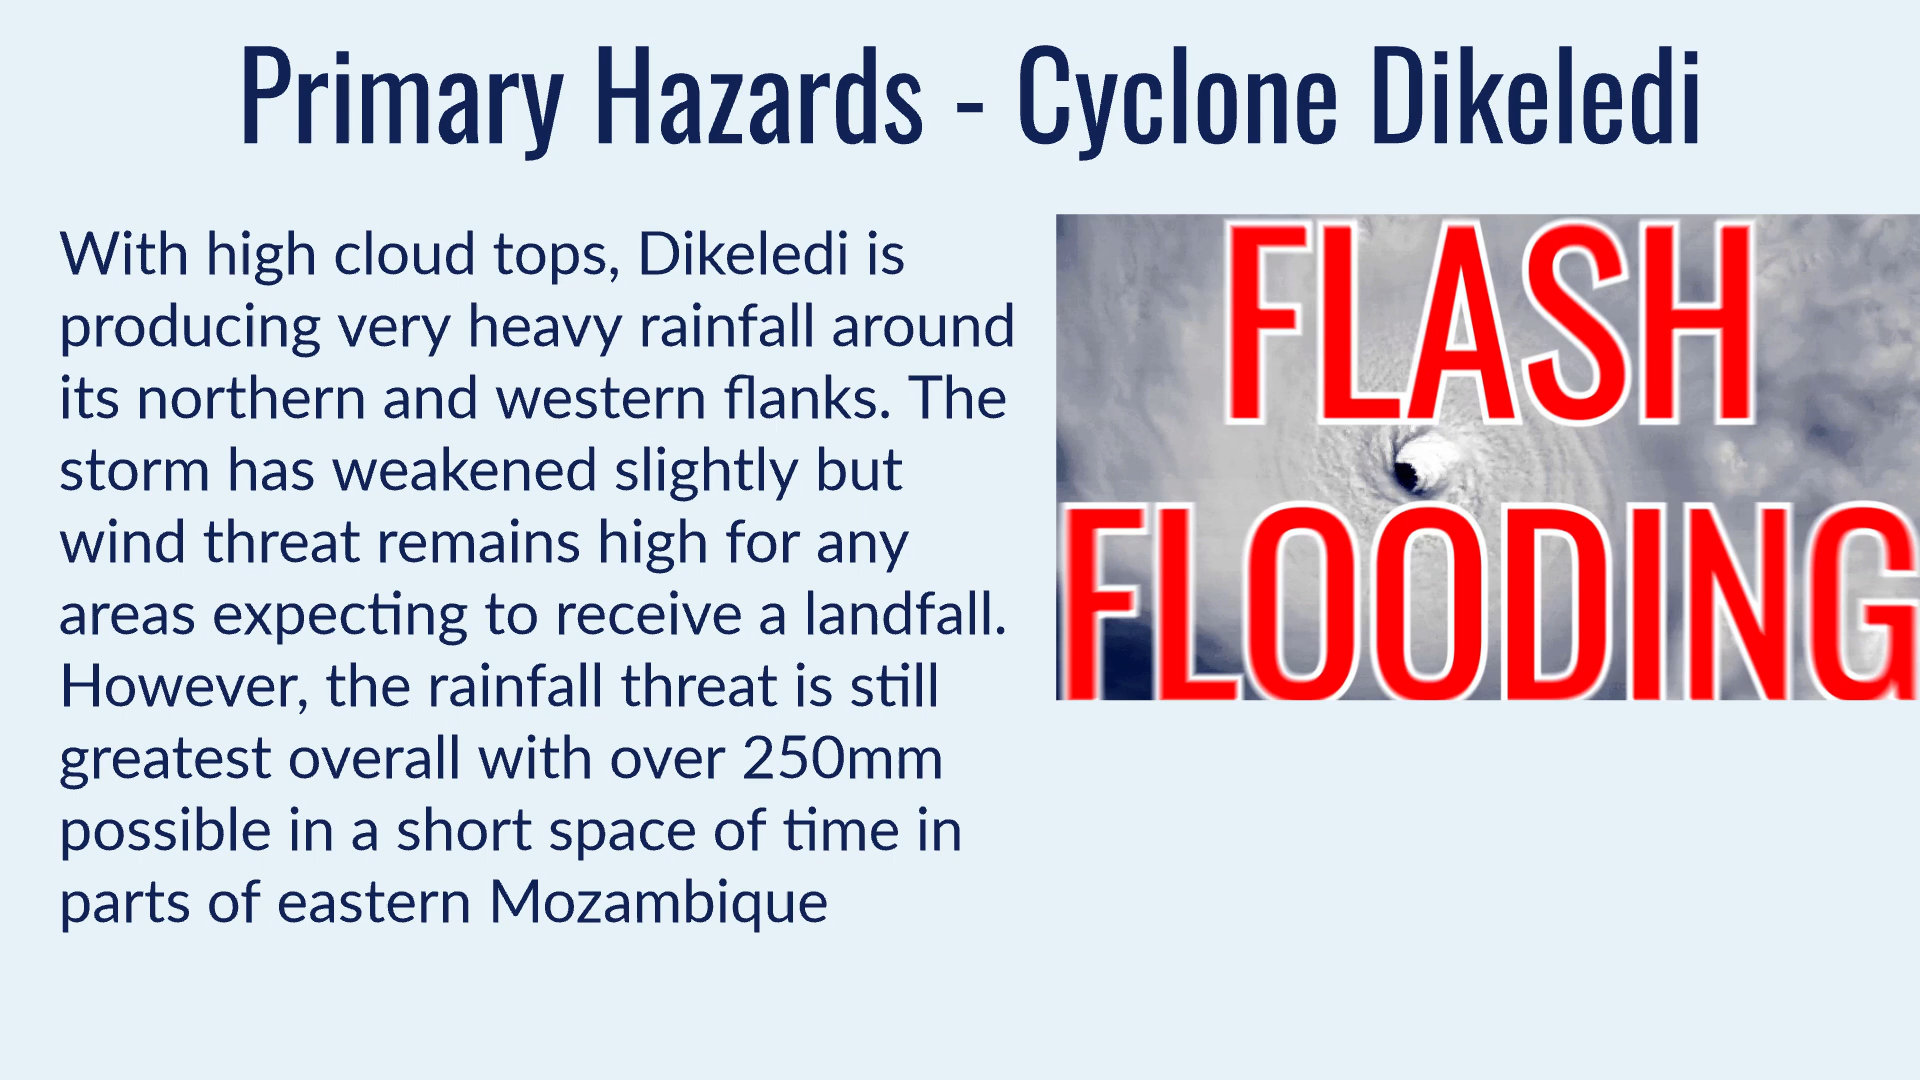 Primary Hazards - Cyclone Dikeledi
With high cloud tops, Dikeledi is
producing very heavy rainfall around
its northern and western flanks. The
storm has weakened slightly but
wind threat remains high for any
areas expecting to receive a landfall.
However, the rainfall threat is still
greatest overall with over 250mm
possible in a short space of time in
parts of eastern Mozambique
FLASH
FLOODING